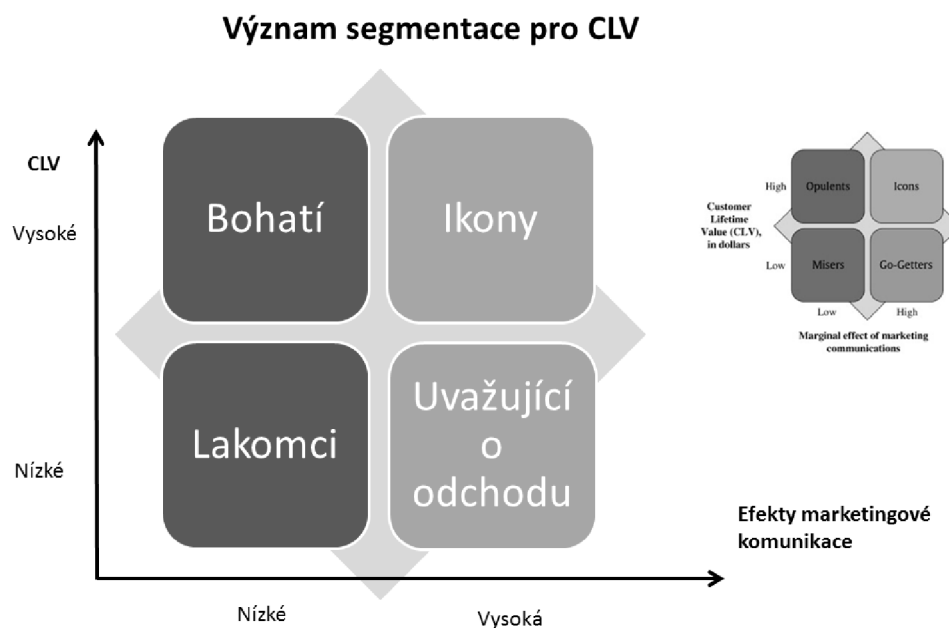 Význam segmentace pro CLV
CLV
Vysoké
Nízké
Bohatí
Ikony
Lakomci
Uvažující
o
odchodu
Nízké
Vysoká
Efekty marketingové
komunikace
High
Low
Customer
Lifetime
Value (CLV),
in dollars
Opulents
Icons
Misers
Go-Getters
Low
High
Marginal effect of marketing
communications